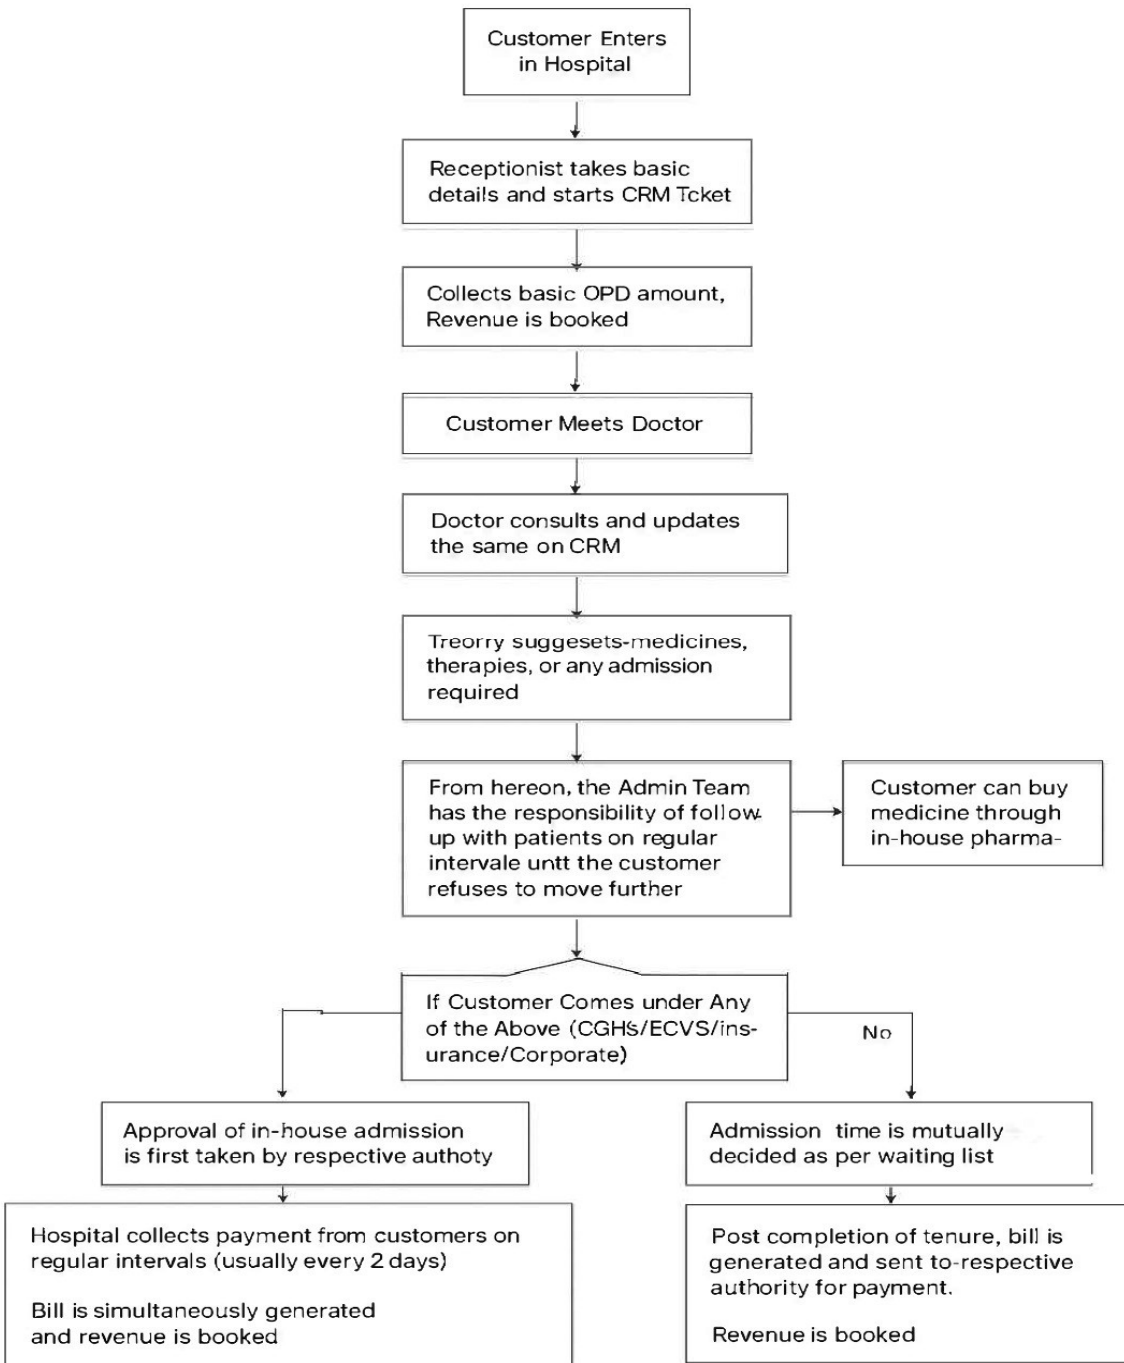 Customer Enters
in Hospital
Receptionist takes basic
details and starts CRM Tcket
Collects basic OPD amount,
Revenue is booked
Customer Meets Doctor
Doctor consults and updates
the same on CRM
Treorry suggesets-medicines,
therapies, or any admission
required
From hereon, the Admin Team
has the responsibility of follow-
up with patients on regular
intervale untt the customer
refuses to move further
Customer can buy
medicine through
in-house pharma-
If Customer Comes under Any
of the Above (CGHs/ECVS/ins-
urance/Corporate)
No
Approval of in-house admission
is first taken by respective authoty
Admission time is mutually
decided as per waiting list
Hospital collects payment from customers on
regular intervals (usually every 2 days)
Bill is simultaneously generated
and revenue is booked
Post completion of tenure, bill is
generated and sent to-respective
authority for payment.
Revenue is booked